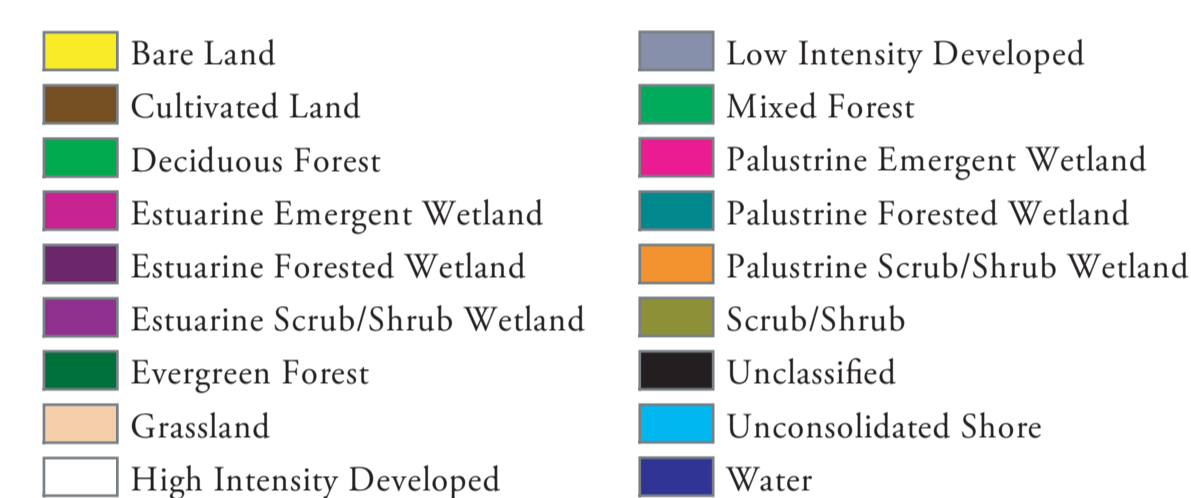 Bare Land
Cultivated Land
Deciduous Forest
Estuarine Emergent Wetland
Estuarine Forested Wetland
Estuarine Scrub/Shrub Wetland
Evergreen Forest
Grassland
High Intensity Developed
Low Intensity Developed
Mixed Forest
Palustrine Emergent Wetland
Palustrine Forested Wetland
Palustrine Scrub/Shrub Wetland
Scrub/Shrub
Unclassified
Unconsolidated Shore
Water